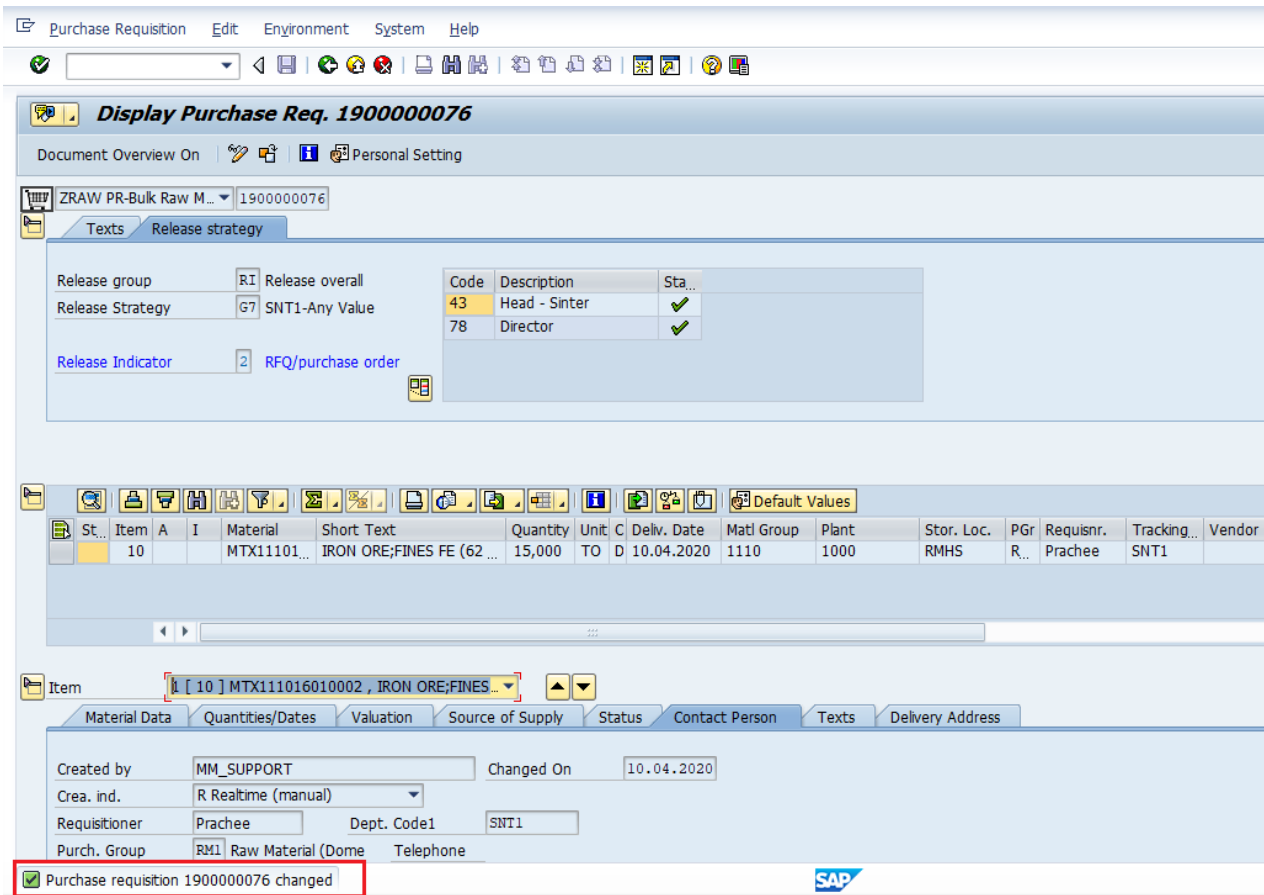 Purchase Requisition Edit Environment System Help
Display Purchase Req. 1900000076
Document Overview On Personal Setting
ZRAW PR-Bulk Raw M... 1900000076
Texts Release strategy
Release group RI Release overall Code Description Sta...
Release Strategy G7 SNT1-Any Value 43 Head - Sinter
78 Director
Release Indicator 2 RFQ/purchase order
Default Values
St... Item A I Material Short Text Quantity Unit C Deliv. Date Matl Group Plant Stor. Loc. PGr Requisnr. Tracking... Vendor
10 MTX11101... IRON ORE;FINES FE (62 ... 15,000 TO D 10.04.2020 1110 1000 RMHS R... Prachee SNT1
Item 1 [ 10 ] MTX111016010002 , IRON ORE;FINES...
Material Data Quantities/Dates Valuation Source of Supply Status Contact Person Texts Delivery Address
Created by MM_SUPPORT Changed On 10.04.2020
Crea. ind. R Realtime (manual)
Requisitioner Prachee Dept. Code1 SNT1
Purch. Group RM1 Raw Material (Dome Telephone
Purchase requisition 1900000076 changed SAP